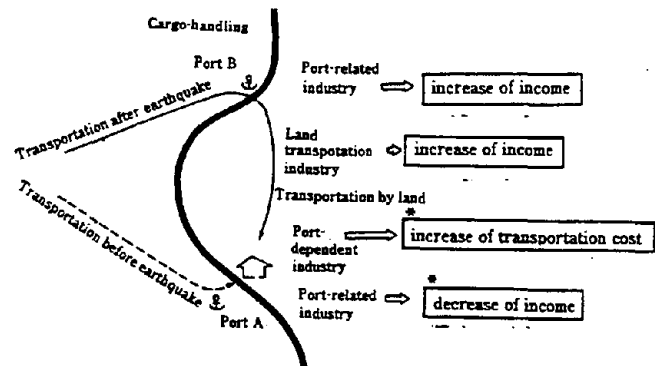 Cargo-handling
Port B
Transportation after earthquake
Port-related
industry
increase of income
Land
transpotation
industry
increase of income
Transportation by land
Transportation before earthquake
Port-
dependent
industry
*
increase of transportation cost
Port A
Port-related
industry
*
decrease of income